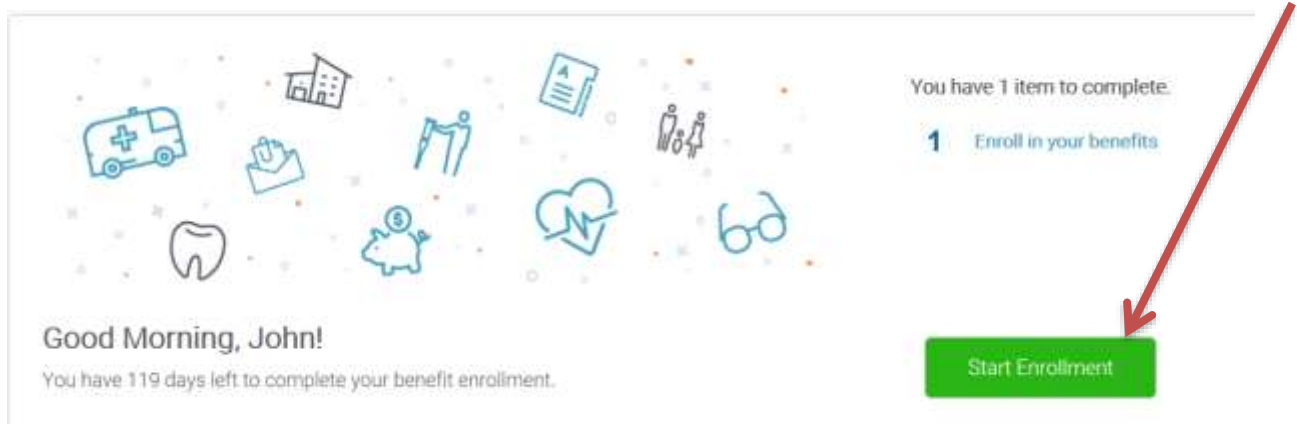 You have 1 item to complete.
1 Enroll in your benefits
A
$
Good Morning, John!
You have 119 days left to complete your benefit enrollment.
Start Enrollment